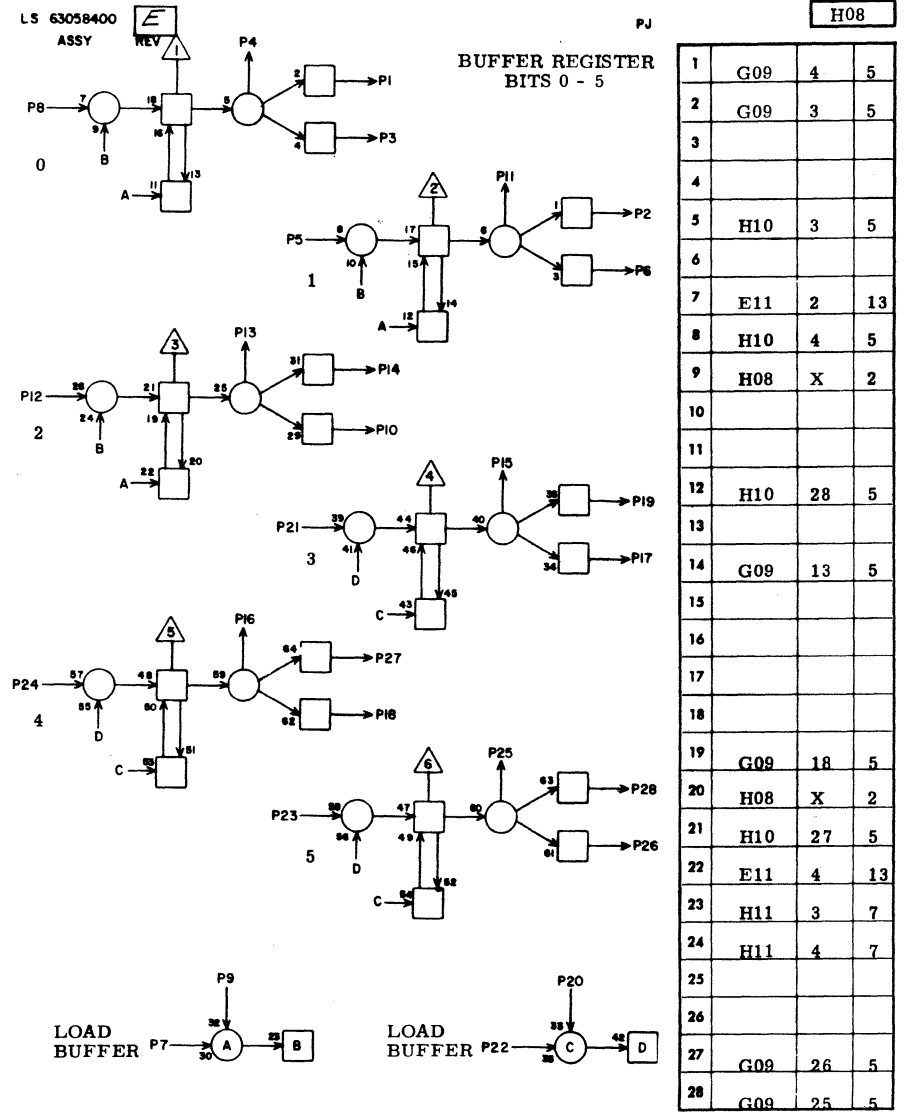 LS 63058400 E
ASSY REV
PJ
H08
BUFFER REGISTER
BITS 0 - 5
1
P4
2 P1
P8 7 18 5
9 16 4 P3
B 13
0
A 11
2
P11
1 P2
P5 8 17 6
10 15 3 P6
1 B 14
A 12
3
P13
31 P14
P12 26 21 25
24 19 29 P10
2 B 20
A 22
4
P15
P19
P21 39 44 40
41 46 34 P17
3 D 45
C 43
5
P16
64 P27
P24 57 48 59
55 50 62 P18
4 D 51
C 53
6
P25
63 P28
P23 58 47 60
56 49 61 P26
5 D 52
C 54
P9
32
LOAD
BUFFER P7 30 A 23 B
P20
33
LOAD
BUFFER P22 C 42 D
1 G09 4 5
2 G09 3 5
3
4
5 H10 3 5
6
7 E11 2 13
8 H10 4 5
9 H08 X 2
10
11
12 H10 28 5
13
14 G09 13 5
15
16
17
18
19 G09 18 5
20 H08 X 2
21 H10 27 5
22 E11 4 13
23 H11 3 7
24 H11 4 7
25
26
27 G09 26 5
28 G09 25 5